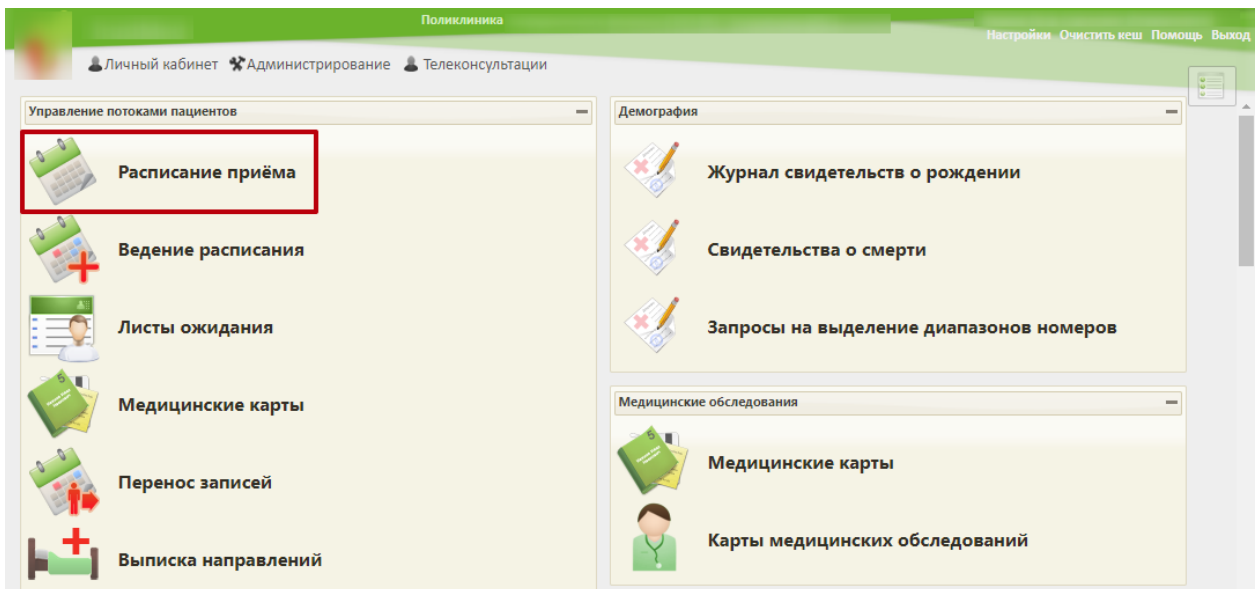 Поликлиника
Настройки Очистить кеш Помощь Выход
Личный кабинет Администрирование Телеконсультации
Управление потоками пациентов
Расписание приёма
Ведение расписания
Листы ожидания
Медицинские карты
Перенос записей
Выписка направлений
Демография
Журнал свидетельств о рождении
Свидетельства о смерти
Запросы на выделение диапазонов номеров
Медицинские обследования
Медицинские карты
Карты медицинских обследований